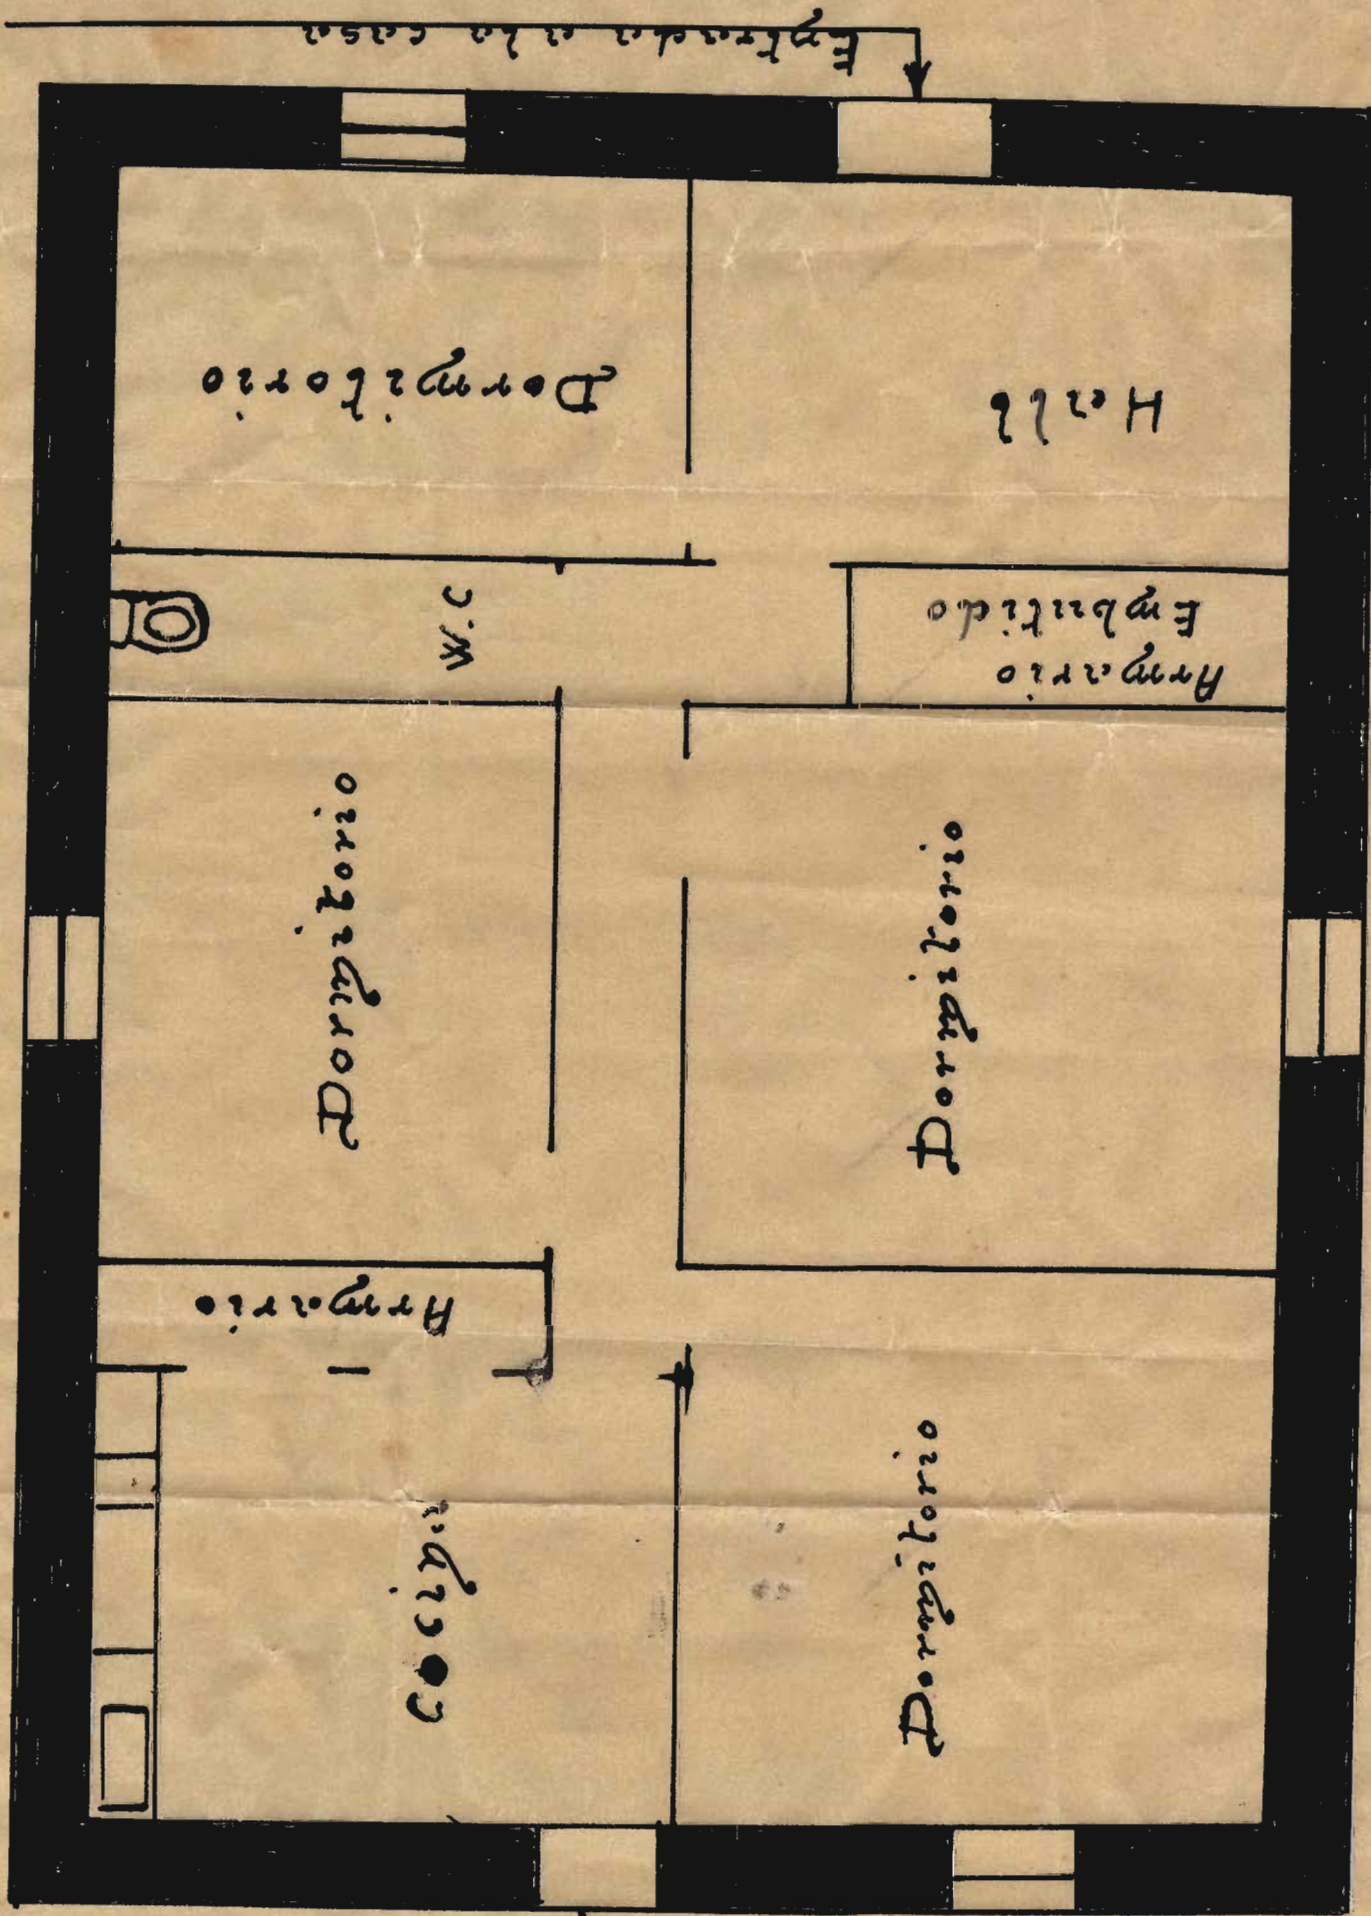 Entrada a la casa
Dormitorio
Hall
W.C
Armario
Embutido
Dormitorio
Dormitorio
Armario
Cocina
Dormitorio